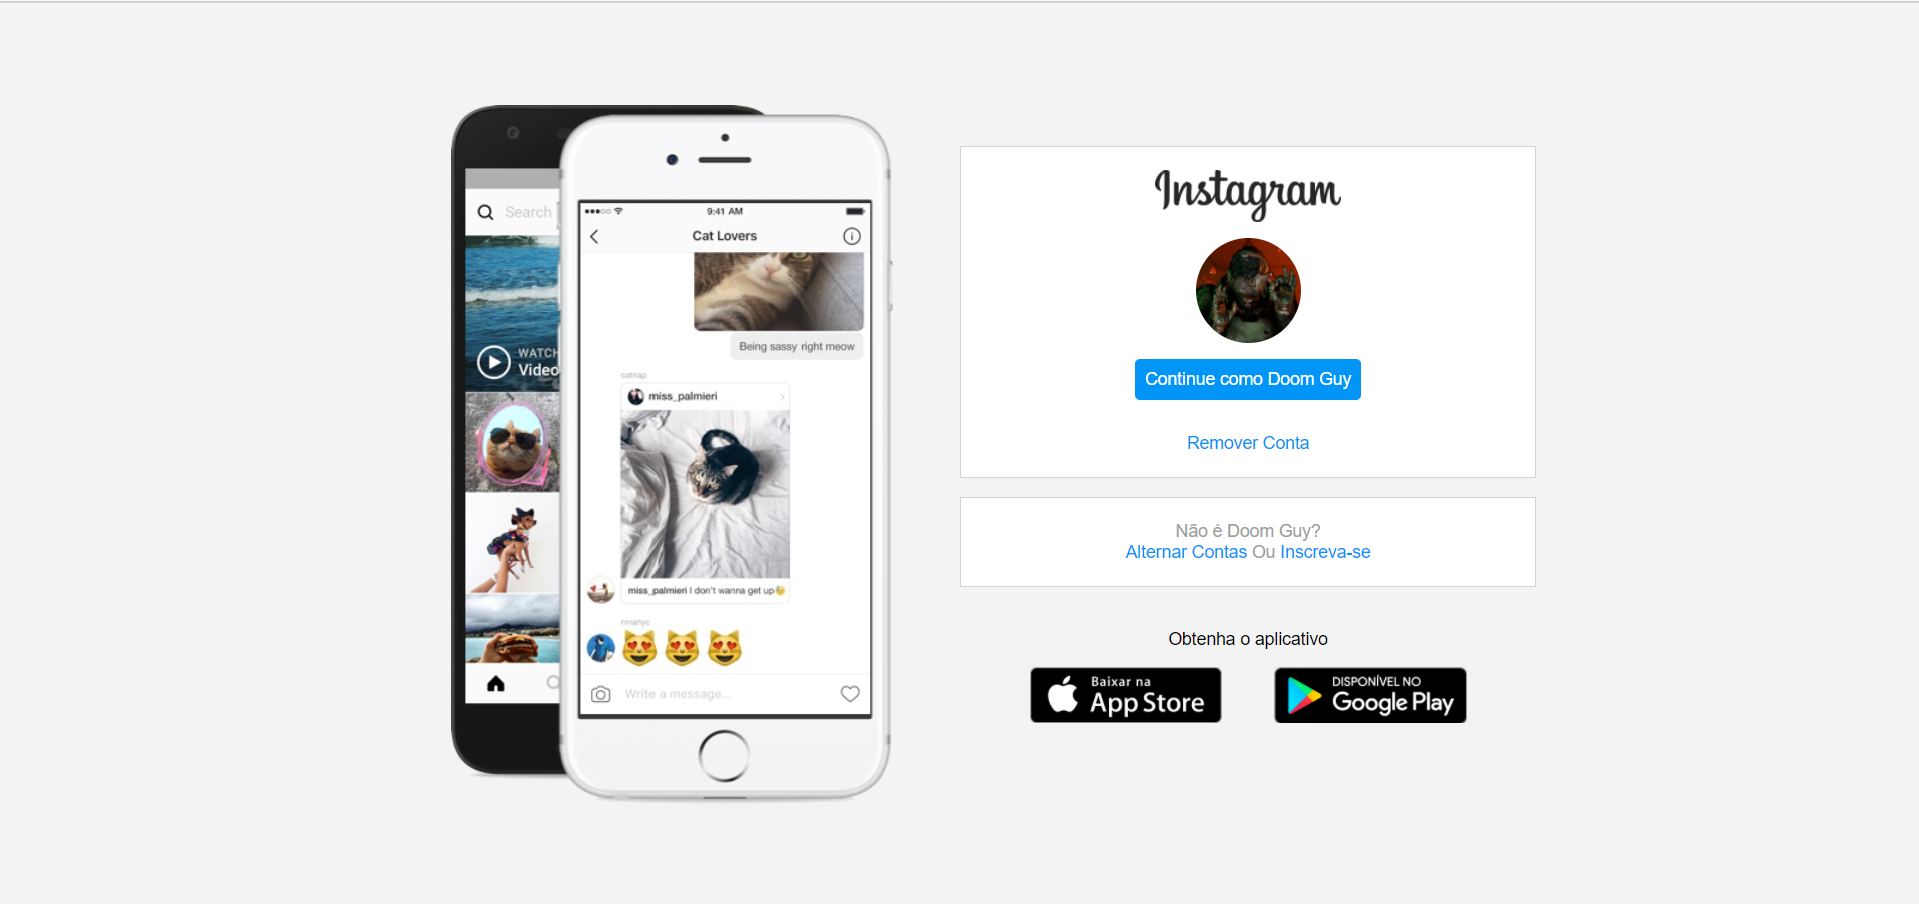 Search
WATCH
Video
9:41 AM
Cat Lovers
Being sassy right meow
catnap
miss_palmieri
miss_palmieri I don't wanna get up😏
ninanyc
😻😻😻
Write a message...
Instagram
Continue como Doom Guy
Remover Conta
Não é Doom Guy?
Alternar Contas Ou Inscreva-se
Obtenha o aplicativo
Baixar na
App Store
DISPONÍVEL NO
Google Play